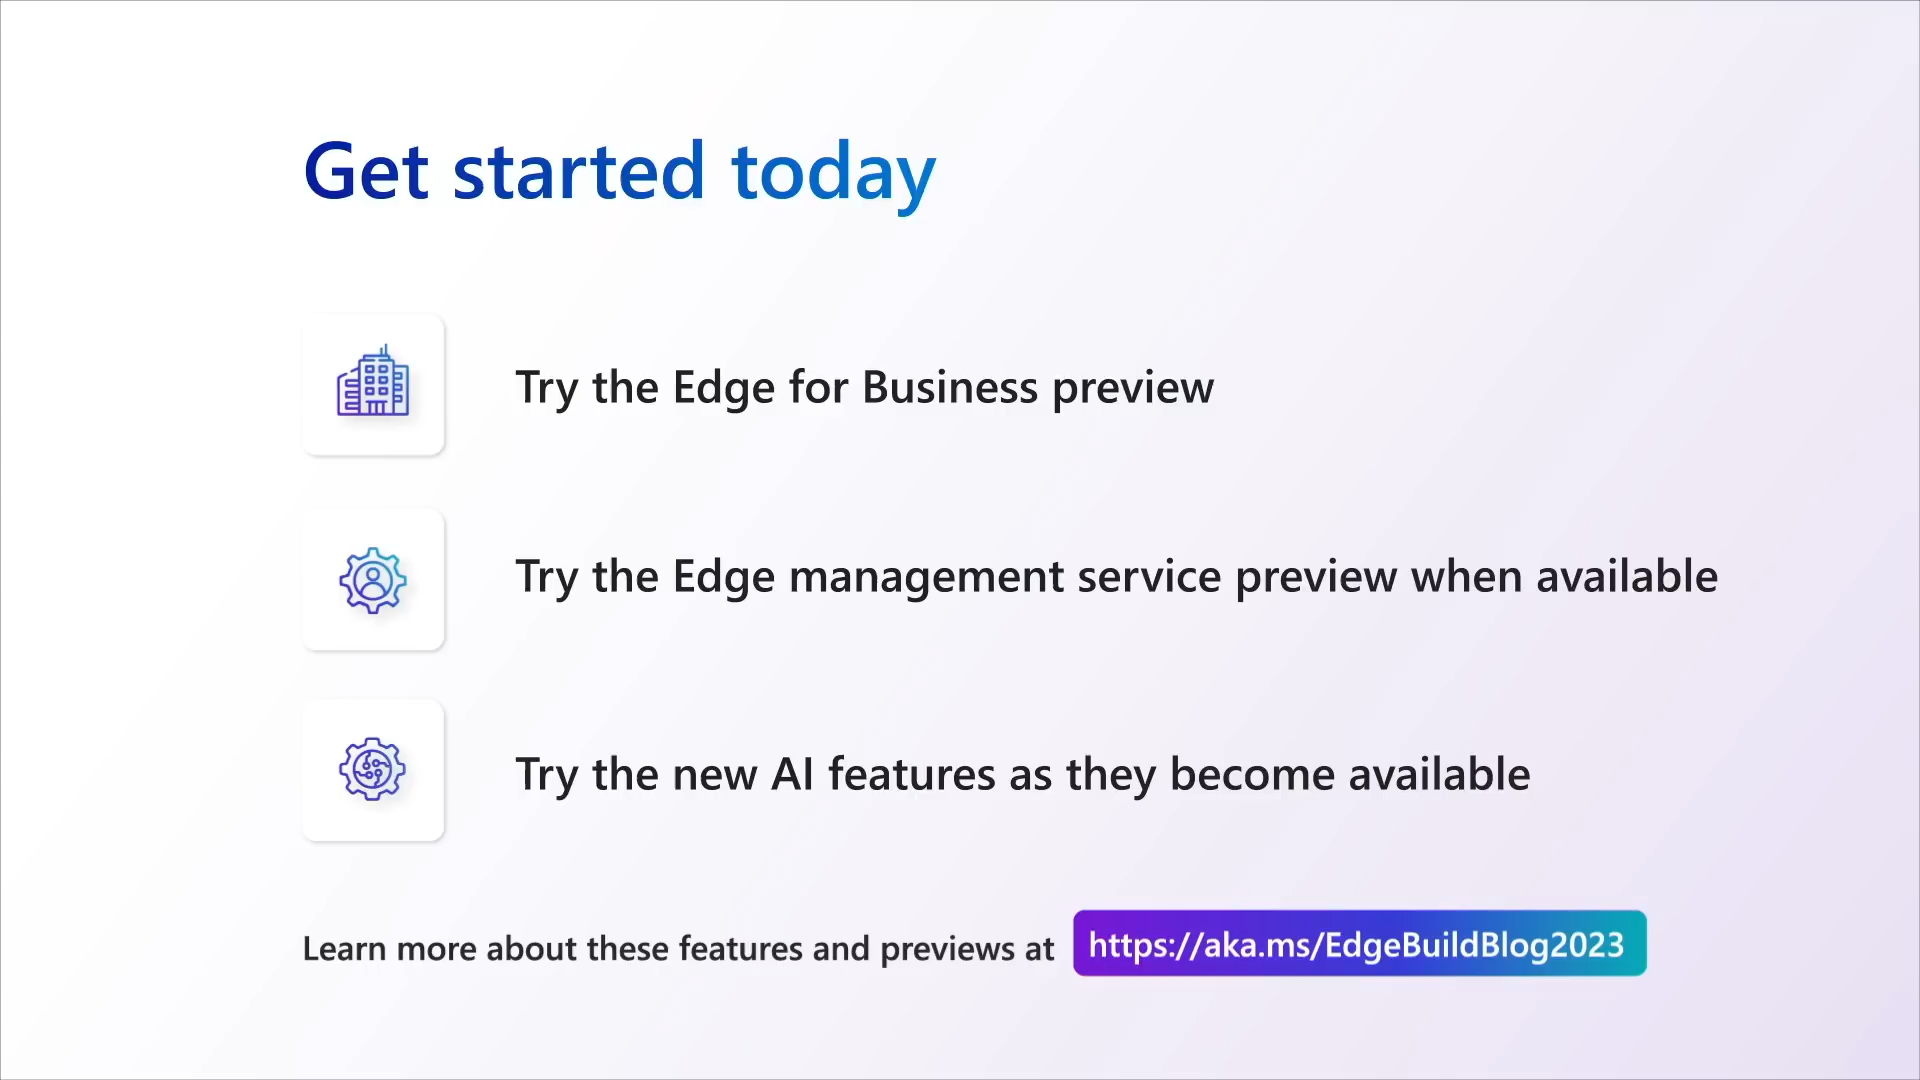 Get started today
Try the Edge for Business preview
Try the Edge management service preview when available
Try the new AI features as they become available
Learn more about these features and previews at https://aka.ms/EdgeBuildBlog2023